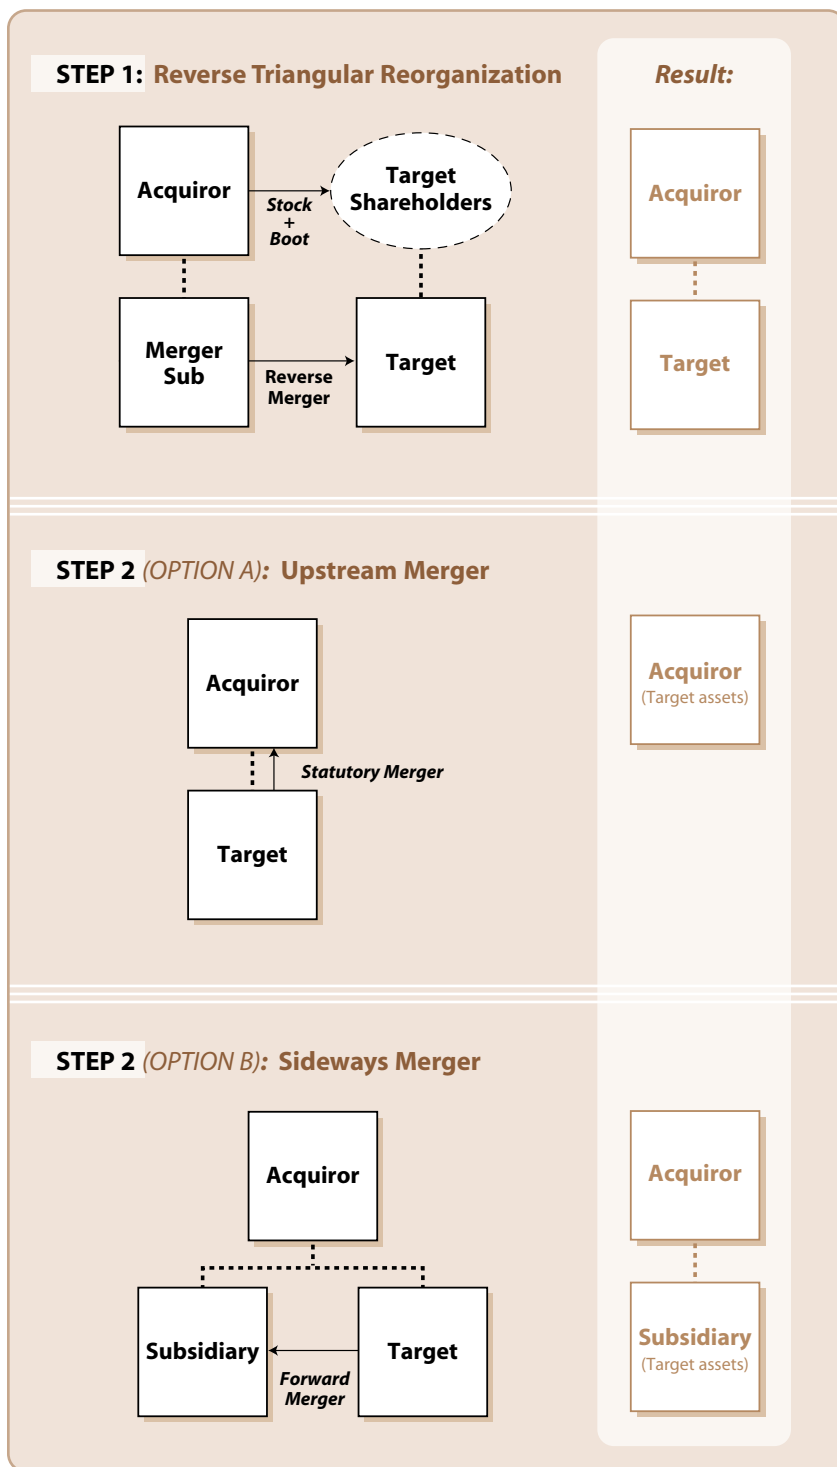 STEP 1: Reverse Triangular Reorganization
Result:
Acquiror
Stock
+
Boot
Target
Shareholders
Acquiror
Merger
Sub
Reverse
Merger
Target
Target
STEP 2 (OPTION A): Upstream Merger
Acquiror
Statutory Merger
Target
Acquiror
(Target assets)
STEP 2 (OPTION B): Sideways Merger
Acquiror
Acquiror
Subsidiary
Forward
Merger
Target
Subsidiary
(Target assets)